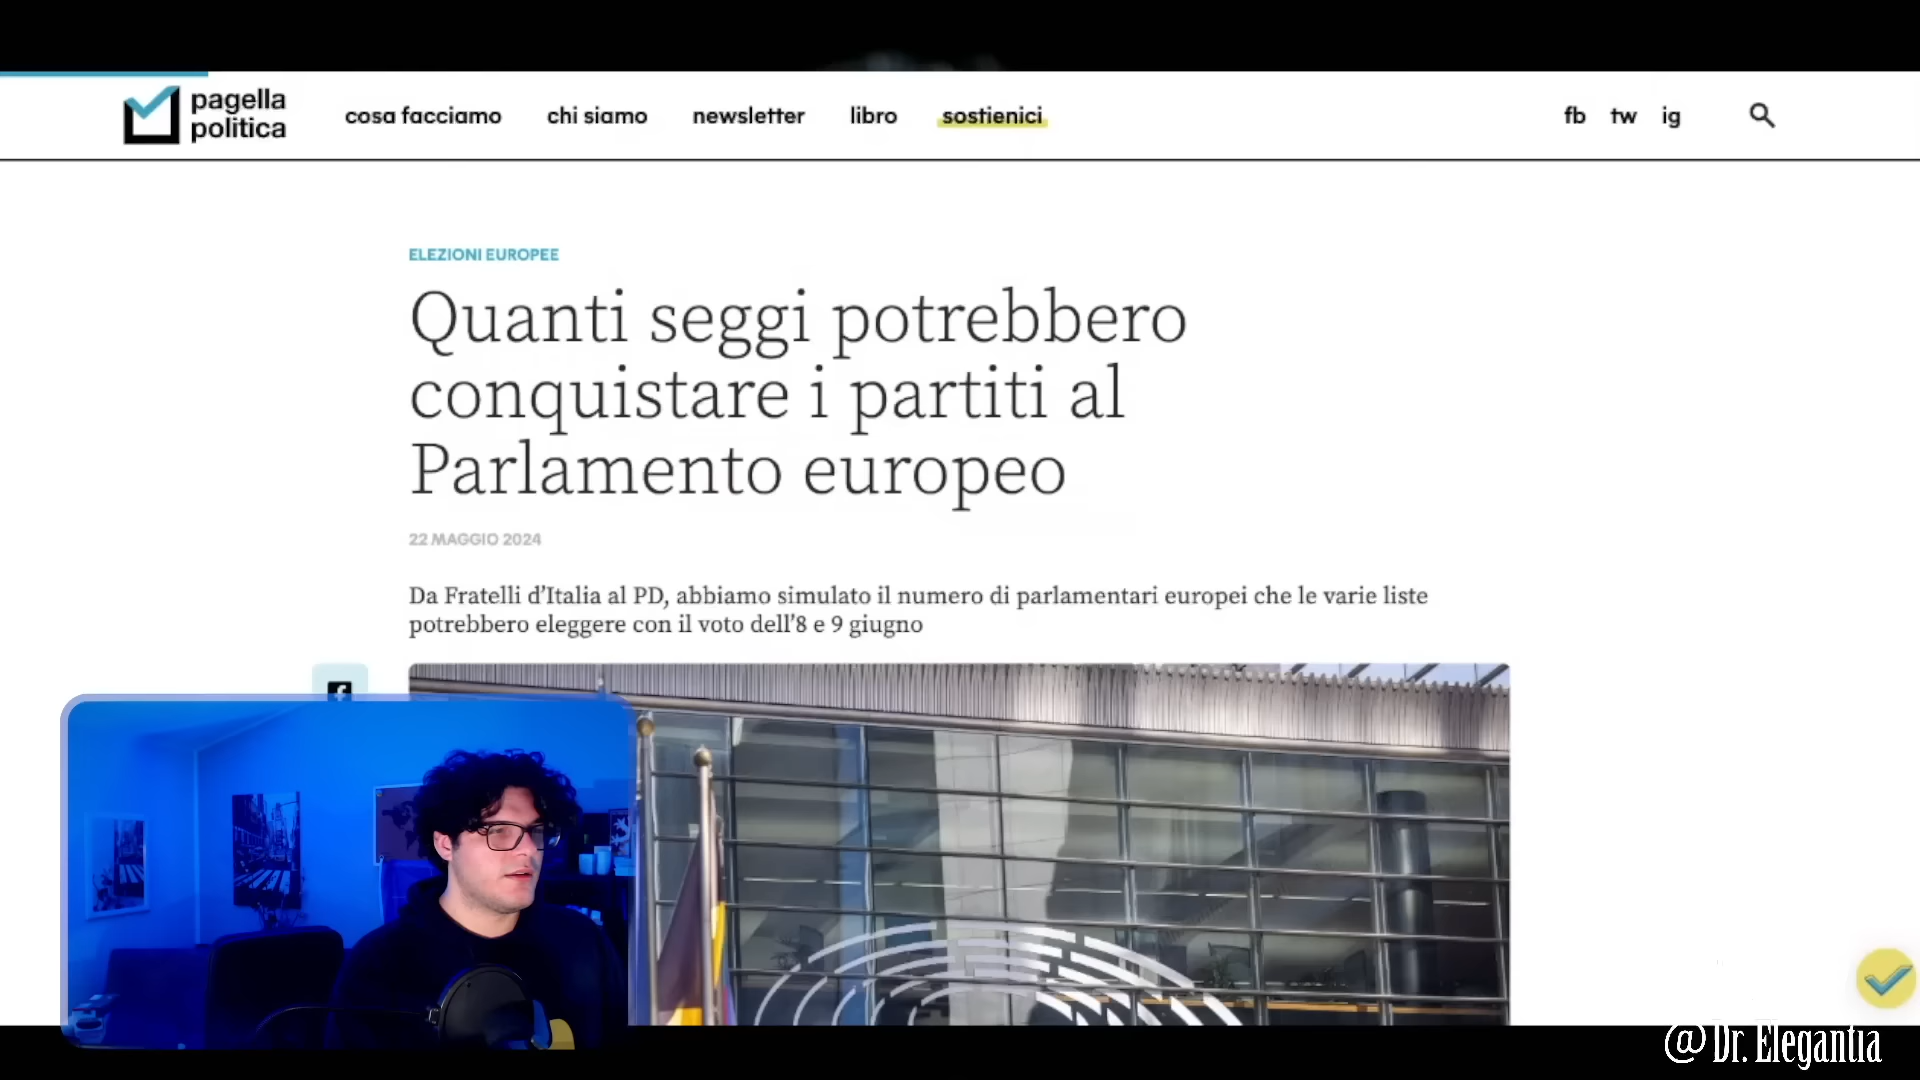 pagella
politica
cosa facciamo
chi siamo
newsletter
libro
sostienici
fb
tw
ig
ELEZIONI EUROPEE
Quanti seggi potrebbero
conquistare i partiti al
Parlamento europeo
22 MAGGIO 2024
Da Fratelli d'Italia al PD, abbiamo simulato il numero di parlamentari europei che le varie liste
potrebbero eleggere con il voto dell'8 e 9 giugno
@Dr. Elegantia